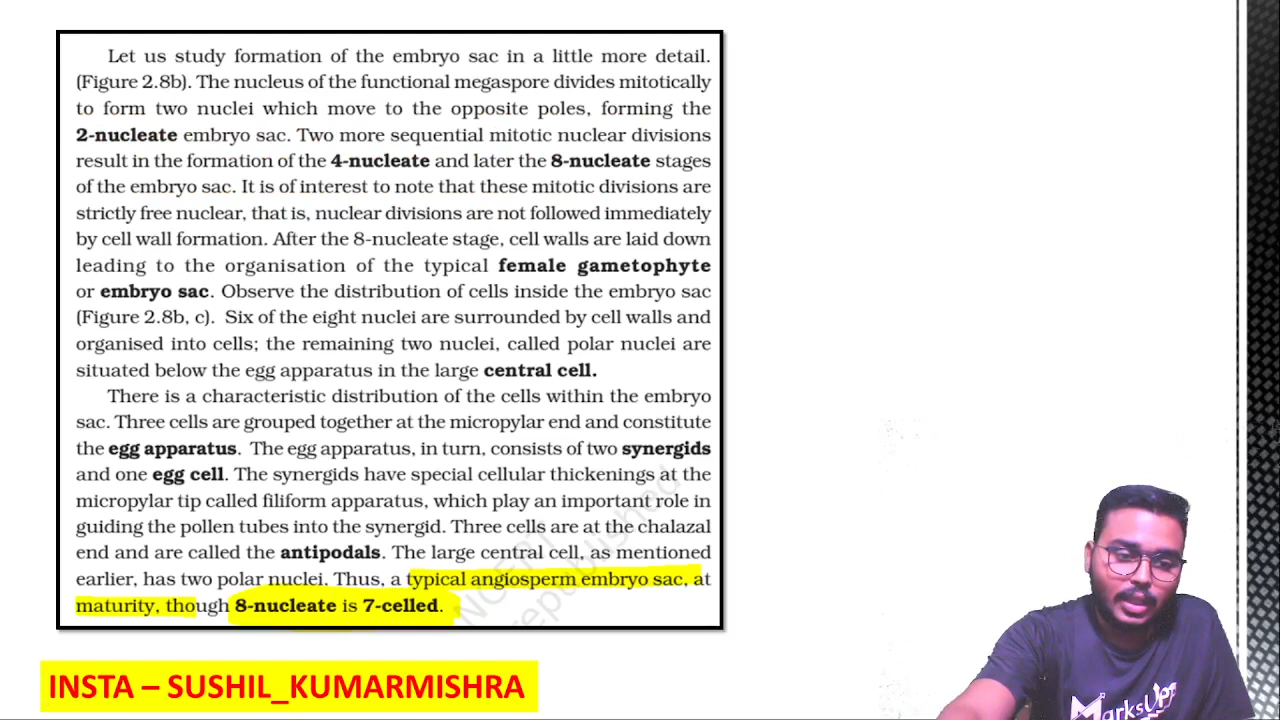 Let us study formation of the embryo sac in a little more detail.
(Figure 2.8b). The nucleus of the functional megaspore divides mitotically
to form two nuclei which move to the opposite poles, forming the
2-nucleate embryo sac. Two more sequential mitotic nuclear divisions
result in the formation of the 4-nucleate and later the 8-nucleate stages
of the embryo sac. It is of interest to note that these mitotic divisions are
strictly free nuclear, that is, nuclear divisions are not followed immediately
by cell wall formation. After the 8-nucleate stage, cell walls are laid down
leading to the organisation of the typical female gametophyte
or embryo sac. Observe the distribution of cells inside the embryo sac
(Figure 2.8b, c). Six of the eight nuclei are surrounded by cell walls and
organised into cells; the remaining two nuclei, called polar nuclei are
situated below the egg apparatus in the large central cell.
There is a characteristic distribution of the cells within the embryo
sac. Three cells are grouped together at the micropylar end and constitute
the egg apparatus. The egg apparatus, in turn, consists of two synergids
and one egg cell. The synergids have special cellular thickenings at the
micropylar tip called filiform apparatus, which play an important role in
guiding the pollen tubes into the synergid. Three cells are at the chalazal
end and are called the antipodals. The large central cell, as mentioned
earlier, has two polar nuclei. Thus, a typical angiosperm embryo sac, at
maturity, though 8-nucleate is 7-celled.
NCERT
republished
INSTA – SUSHIL_KUMARMISHRA